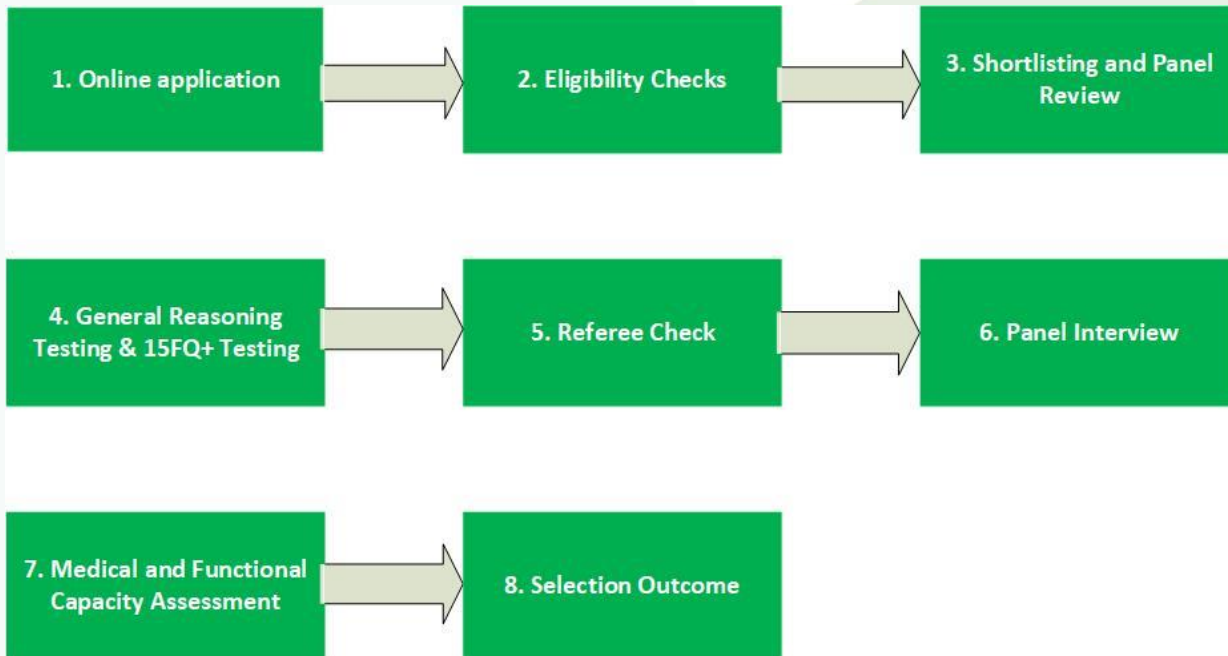 1. Online application
2. Eligibility Checks
3. Shortlisting and Panel
Review
4. General Reasoning
Testing & 15FQ+ Testing
5. Referee Check
6. Panel Interview
7. Medical and Functional
Capacity Assessment
8. Selection Outcome